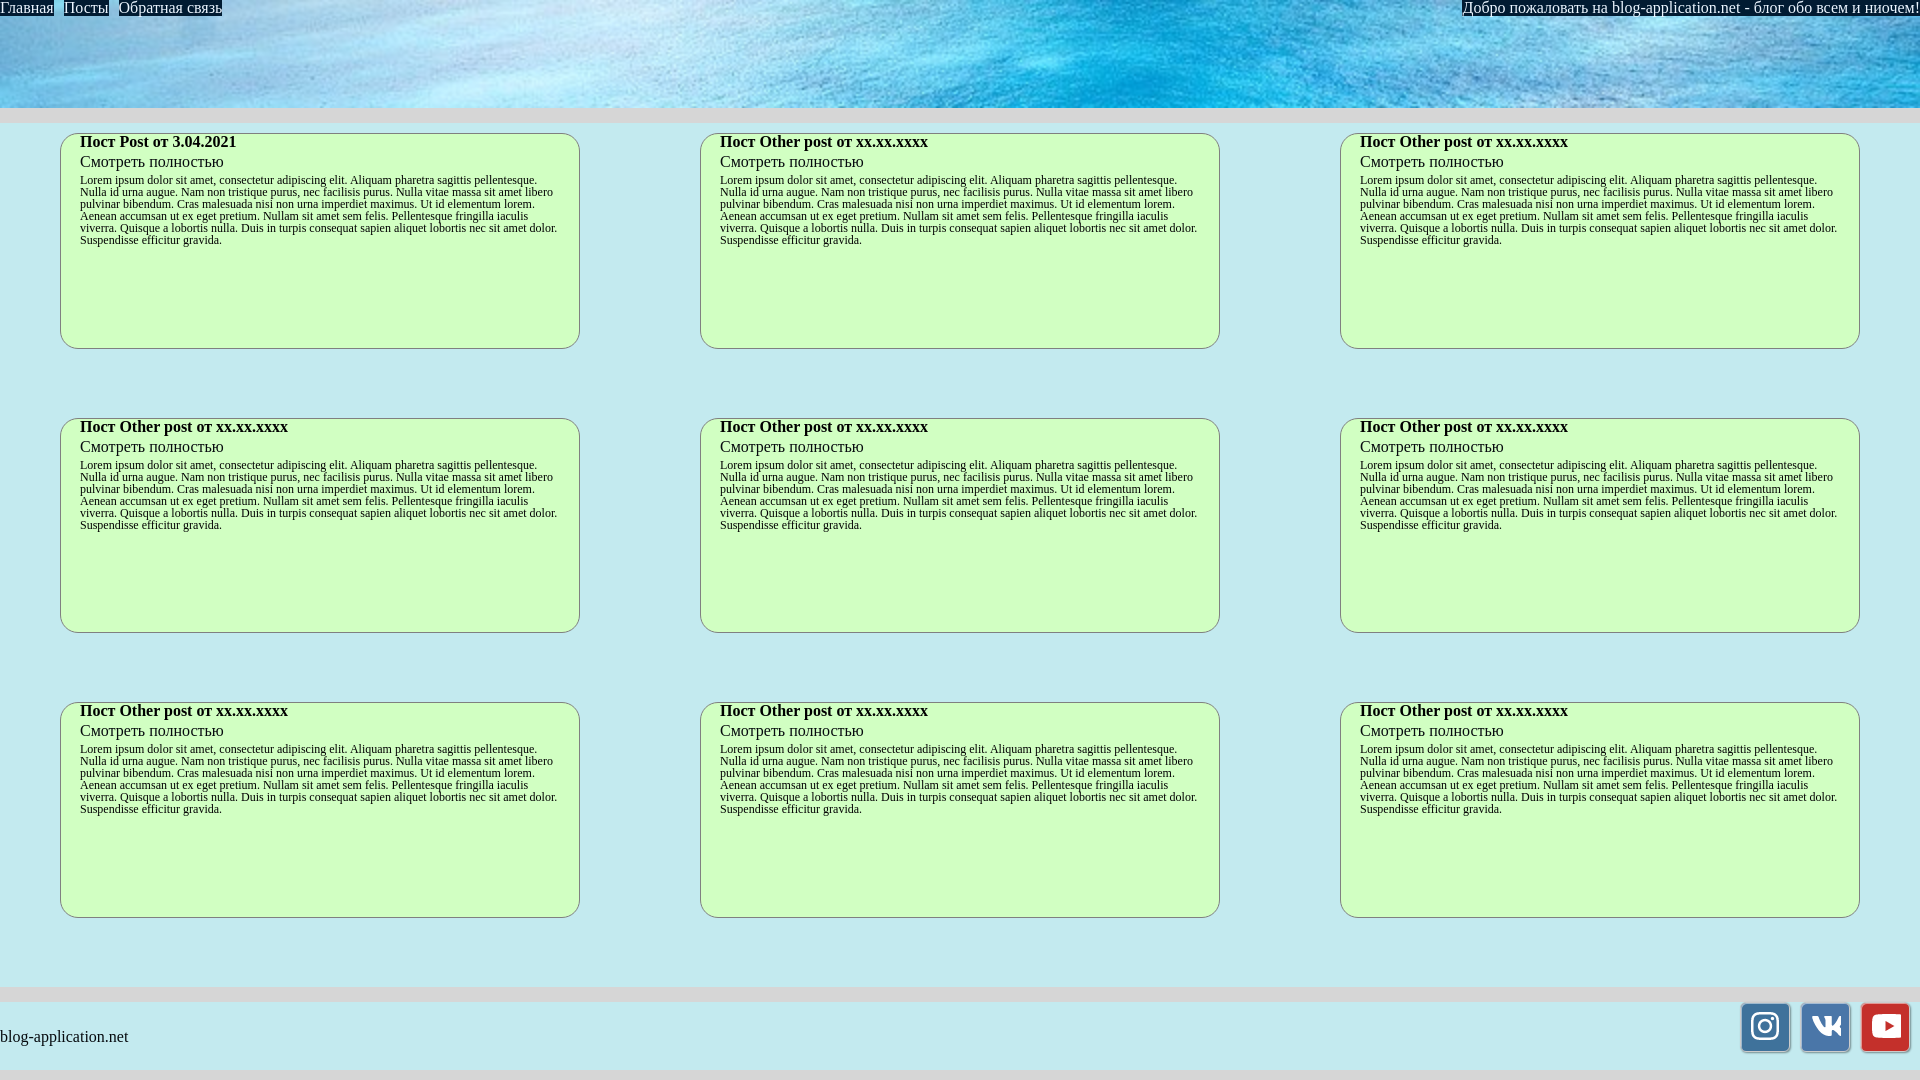 Главная Посты Обратная связь
Добро пожаловать на blog-application.net - блог обо всем и ниочем!
Пост Post от 3.04.2021
Смотреть полностью
Lorem ipsum dolor sit amet, consectetur adipiscing elit. Aliquam pharetra sagittis pellentesque.
Nulla id urna augue. Nam non tristique purus, nec facilisis purus. Nulla vitae massa sit amet libero
pulvinar bibendum. Cras malesuada nisi non urna imperdiet maximus. Ut id elementum lorem.
Aenean accumsan ut ex eget pretium. Nullam sit amet sem felis. Pellentesque fringilla iaculis
viverra. Quisque a lobortis nulla. Duis in turpis consequat sapien aliquet lobortis nec sit amet dolor.
Suspendisse efficitur gravida.
Пост Other post от xx.xx.xxxx
Смотреть полностью
Lorem ipsum dolor sit amet, consectetur adipiscing elit. Aliquam pharetra sagittis pellentesque.
Nulla id urna augue. Nam non tristique purus, nec facilisis purus. Nulla vitae massa sit amet libero
pulvinar bibendum. Cras malesuada nisi non urna imperdiet maximus. Ut id elementum lorem.
Aenean accumsan ut ex eget pretium. Nullam sit amet sem felis. Pellentesque fringilla iaculis
viverra. Quisque a lobortis nulla. Duis in turpis consequat sapien aliquet lobortis nec sit amet dolor.
Suspendisse efficitur gravida.
Пост Other post от xx.xx.xxxx
Смотреть полностью
Lorem ipsum dolor sit amet, consectetur adipiscing elit. Aliquam pharetra sagittis pellentesque.
Nulla id urna augue. Nam non tristique purus, nec facilisis purus. Nulla vitae massa sit amet libero
pulvinar bibendum. Cras malesuada nisi non urna imperdiet maximus. Ut id elementum lorem.
Aenean accumsan ut ex eget pretium. Nullam sit amet sem felis. Pellentesque fringilla iaculis
viverra. Quisque a lobortis nulla. Duis in turpis consequat sapien aliquet lobortis nec sit amet dolor.
Suspendisse efficitur gravida.
Пост Other post от xx.xx.xxxx
Смотреть полностью
Lorem ipsum dolor sit amet, consectetur adipiscing elit. Aliquam pharetra sagittis pellentesque.
Nulla id urna augue. Nam non tristique purus, nec facilisis purus. Nulla vitae massa sit amet libero
pulvinar bibendum. Cras malesuada nisi non urna imperdiet maximus. Ut id elementum lorem.
Aenean accumsan ut ex eget pretium. Nullam sit amet sem felis. Pellentesque fringilla iaculis
viverra. Quisque a lobortis nulla. Duis in turpis consequat sapien aliquet lobortis nec sit amet dolor.
Suspendisse efficitur gravida.
Пост Other post от xx.xx.xxxx
Смотреть полностью
Lorem ipsum dolor sit amet, consectetur adipiscing elit. Aliquam pharetra sagittis pellentesque.
Nulla id urna augue. Nam non tristique purus, nec facilisis purus. Nulla vitae massa sit amet libero
pulvinar bibendum. Cras malesuada nisi non urna imperdiet maximus. Ut id elementum lorem.
Aenean accumsan ut ex eget pretium. Nullam sit amet sem felis. Pellentesque fringilla iaculis
viverra. Quisque a lobortis nulla. Duis in turpis consequat sapien aliquet lobortis nec sit amet dolor.
Suspendisse efficitur gravida.
Пост Other post от xx.xx.xxxx
Смотреть полностью
Lorem ipsum dolor sit amet, consectetur adipiscing elit. Aliquam pharetra sagittis pellentesque.
Nulla id urna augue. Nam non tristique purus, nec facilisis purus. Nulla vitae massa sit amet libero
pulvinar bibendum. Cras malesuada nisi non urna imperdiet maximus. Ut id elementum lorem.
Aenean accumsan ut ex eget pretium. Nullam sit amet sem felis. Pellentesque fringilla iaculis
viverra. Quisque a lobortis nulla. Duis in turpis consequat sapien aliquet lobortis nec sit amet dolor.
Suspendisse efficitur gravida.
Пост Other post от xx.xx.xxxx
Смотреть полностью
Lorem ipsum dolor sit amet, consectetur adipiscing elit. Aliquam pharetra sagittis pellentesque.
Nulla id urna augue. Nam non tristique purus, nec facilisis purus. Nulla vitae massa sit amet libero
pulvinar bibendum. Cras malesuada nisi non urna imperdiet maximus. Ut id elementum lorem.
Aenean accumsan ut ex eget pretium. Nullam sit amet sem felis. Pellentesque fringilla iaculis
viverra. Quisque a lobortis nulla. Duis in turpis consequat sapien aliquet lobortis nec sit amet dolor.
Suspendisse efficitur gravida.
Пост Other post от xx.xx.xxxx
Смотреть полностью
Lorem ipsum dolor sit amet, consectetur adipiscing elit. Aliquam pharetra sagittis pellentesque.
Nulla id urna augue. Nam non tristique purus, nec facilisis purus. Nulla vitae massa sit amet libero
pulvinar bibendum. Cras malesuada nisi non urna imperdiet maximus. Ut id elementum lorem.
Aenean accumsan ut ex eget pretium. Nullam sit amet sem felis. Pellentesque fringilla iaculis
viverra. Quisque a lobortis nulla. Duis in turpis consequat sapien aliquet lobortis nec sit amet dolor.
Suspendisse efficitur gravida.
Пост Other post от xx.xx.xxxx
Смотреть полностью
Lorem ipsum dolor sit amet, consectetur adipiscing elit. Aliquam pharetra sagittis pellentesque.
Nulla id urna augue. Nam non tristique purus, nec facilisis purus. Nulla vitae massa sit amet libero
pulvinar bibendum. Cras malesuada nisi non urna imperdiet maximus. Ut id elementum lorem.
Aenean accumsan ut ex eget pretium. Nullam sit amet sem felis. Pellentesque fringilla iaculis
viverra. Quisque a lobortis nulla. Duis in turpis consequat sapien aliquet lobortis nec sit amet dolor.
Suspendisse efficitur gravida.
blog-application.net